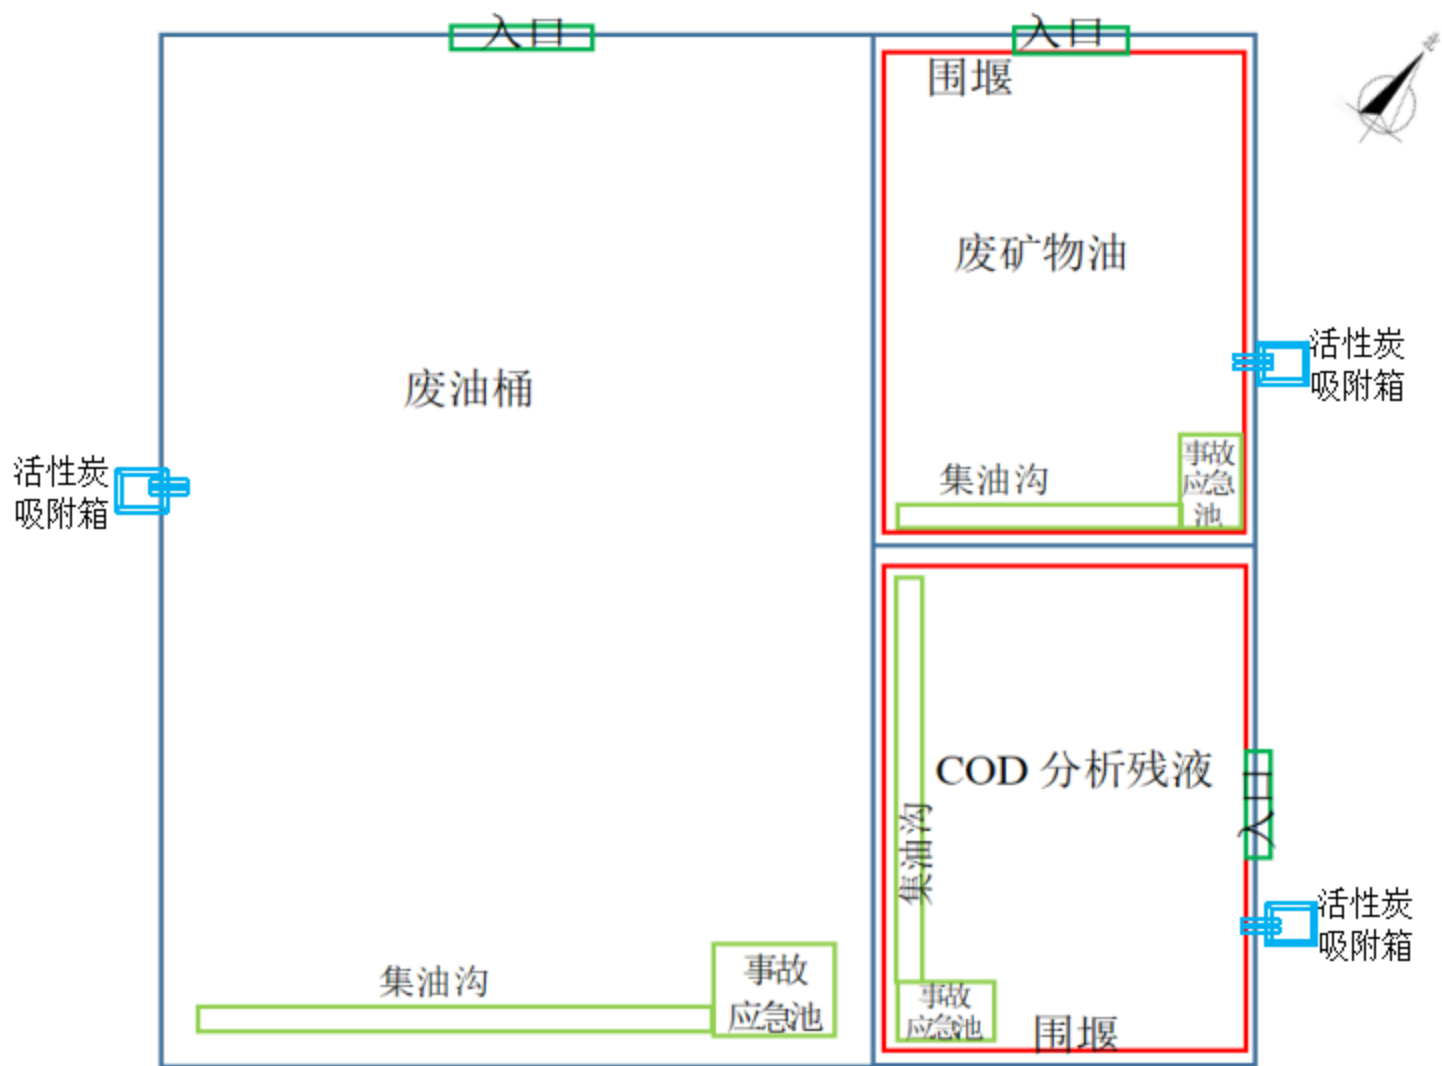 入口
入口
北
围堰
废矿物油
活性炭
吸附箱
废油桶
活性炭
吸附箱
集油沟
事故
应急
池
COD 分析残液
入口
集油沟
活性炭
吸附箱
集油沟
事故
应急池
事故
应急池
围堰